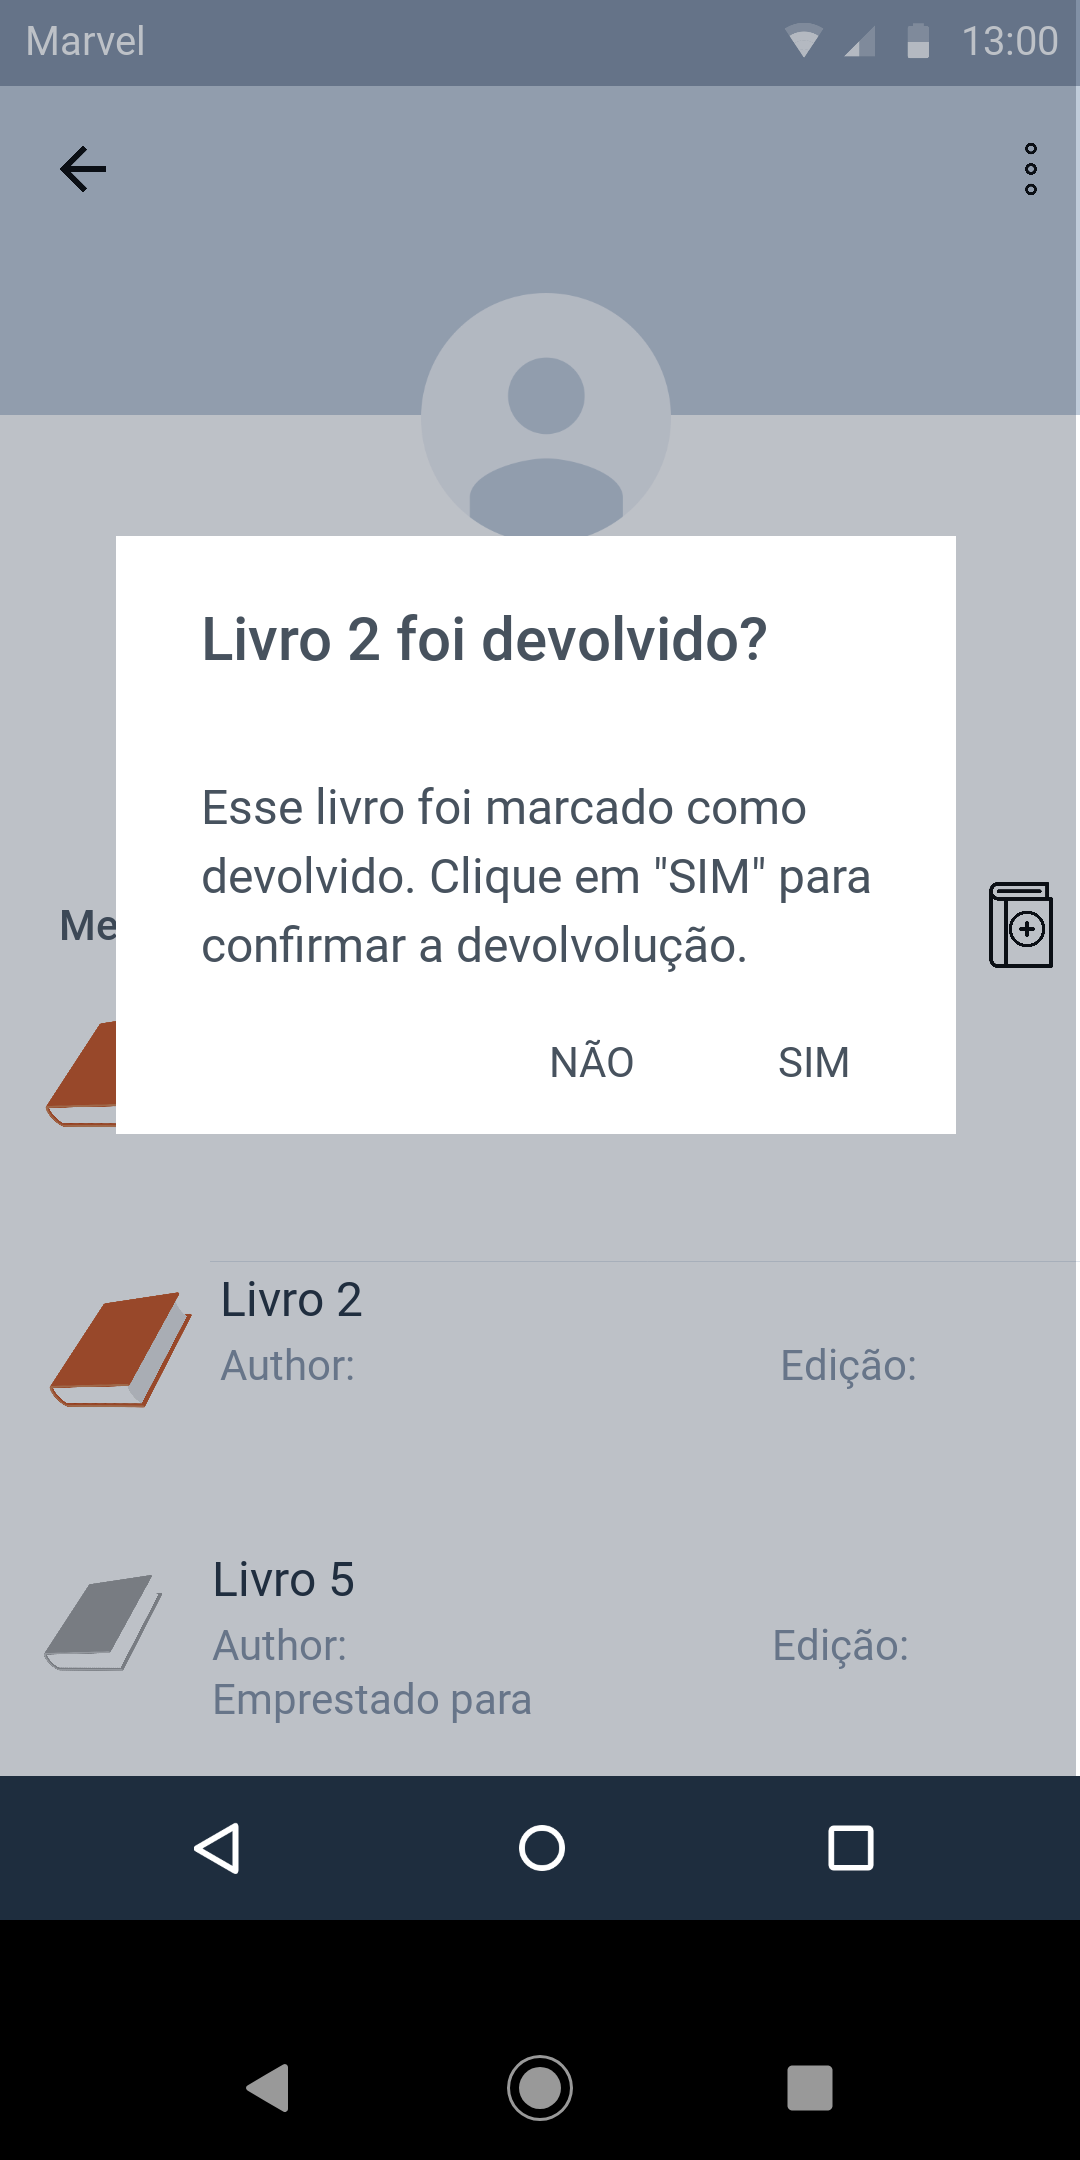 Marvel 13:00
Livro 2 foi devolvido?
Esse livro foi marcado como
devolvido. Clique em "SIM" para
confirmar a devolvolução.
Me
NÃO SIM
Livro 2
Author: Edição:
Livro 5
Author: Edição:
Emprestado para